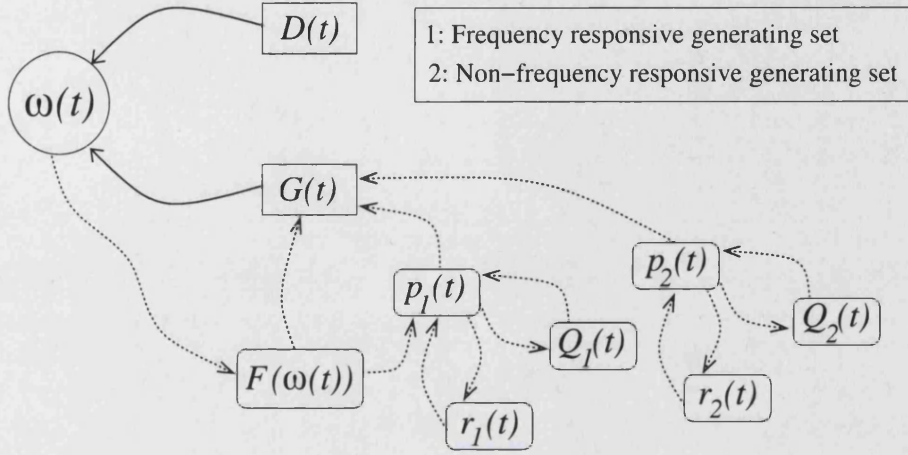 D(t)
1: Frequency responsive generating set
2: Non-frequency responsive generating set
ω(t)
G(t)
p₁(t)
p₂(t)
Q₁(t)
Q₂(t)
F(ω(t))
r₁(t)
r₂(t)